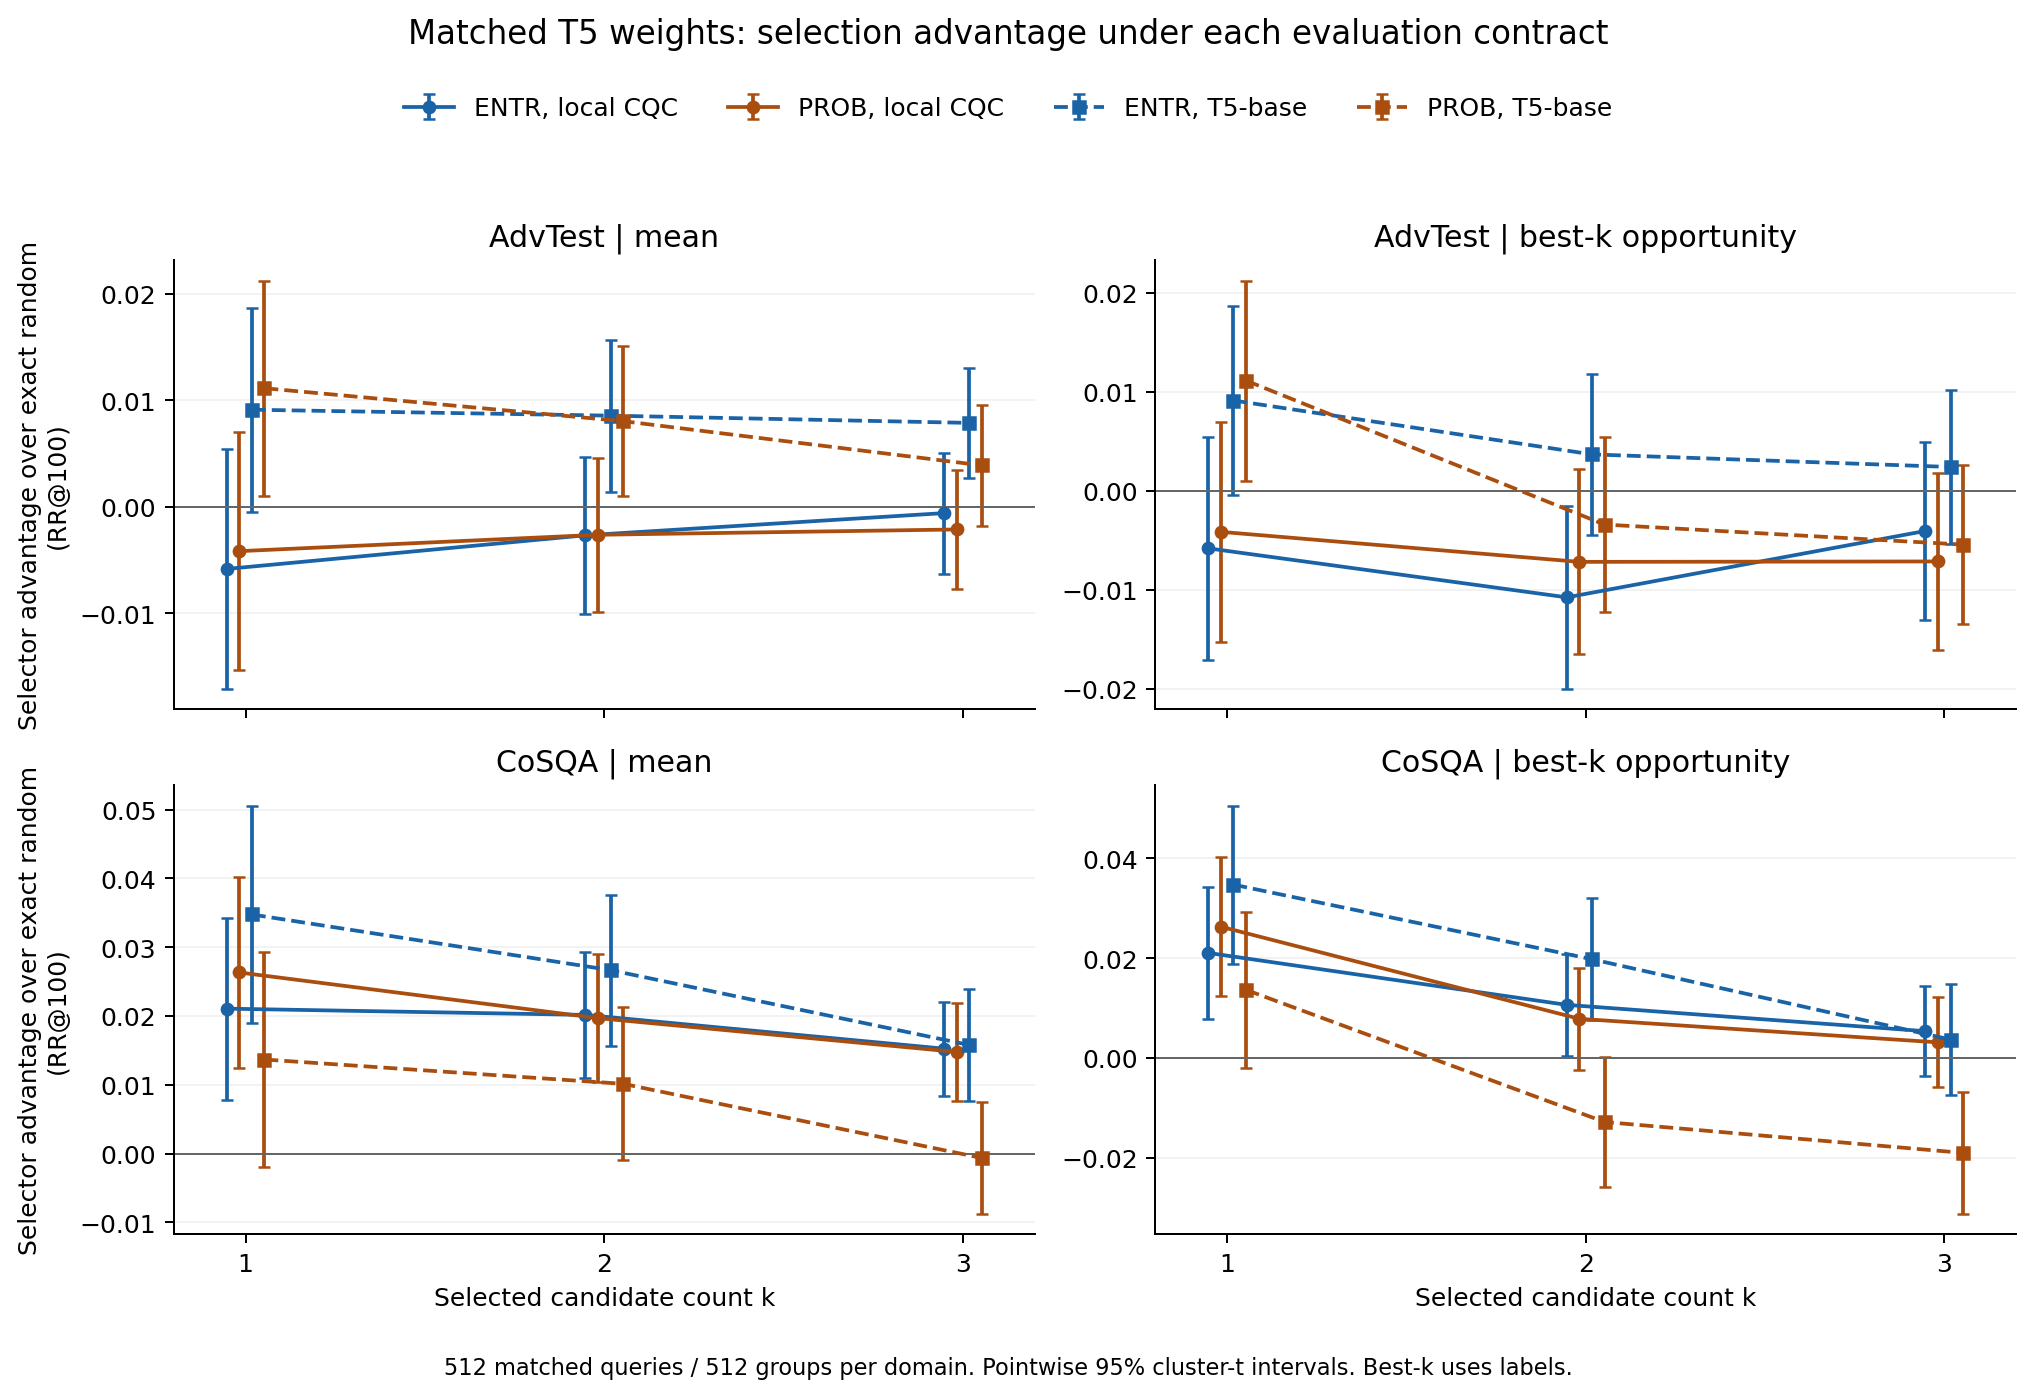 Matched T5 weights: selection advantage under each evaluation contract
ENTR, local CQC
PROB, local CQC
ENTR, T5-base
PROB, T5-base
AdvTest | mean
Selector advantage over exact random
(RR@100)
0.02
0.01
0.00
−0.01
AdvTest | best-k opportunity
0.02
0.01
0.00
−0.01
−0.02
CoSQA | mean
Selector advantage over exact random
(RR@100)
0.05
0.04
0.03
0.02
0.01
0.00
−0.01
1 2 3
Selected candidate count k
CoSQA | best-k opportunity
0.04
0.02
0.00
−0.02
1 2 3
Selected candidate count k
512 matched queries / 512 groups per domain. Pointwise 95% cluster-t intervals. Best-k uses labels.